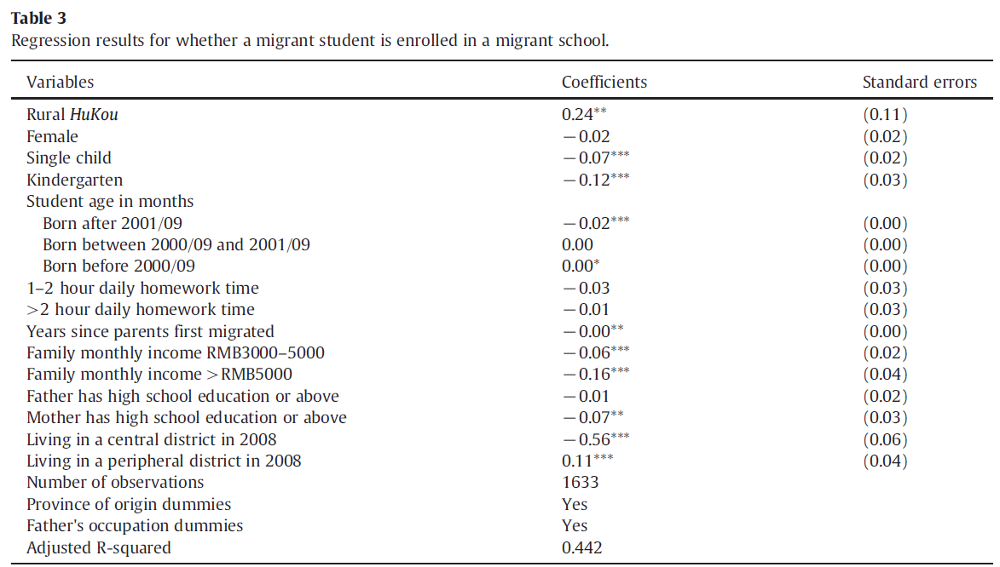 Table 3
Regression results for whether a migrant student is enrolled in a migrant school.
Variables Coefficients Standard errors
Rural HuKou 0.24** (0.11)
Female −0.02 (0.02)
Single child −0.07*** (0.02)
Kindergarten −0.12*** (0.03)
Student age in months
Born after 2001/09 −0.02*** (0.00)
Born between 2000/09 and 2001/09 0.00 (0.00)
Born before 2000/09 0.00* (0.00)
1–2 hour daily homework time −0.03 (0.03)
>2 hour daily homework time −0.01 (0.03)
Years since parents first migrated −0.00** (0.00)
Family monthly income RMB3000–5000 −0.06*** (0.02)
Family monthly income >RMB5000 −0.16*** (0.04)
Father has high school education or above −0.01 (0.02)
Mother has high school education or above −0.07** (0.03)
Living in a central district in 2008 −0.56*** (0.06)
Living in a peripheral district in 2008 0.11*** (0.04)
Number of observations 1633
Province of origin dummies Yes
Father's occupation dummies Yes
Adjusted R-squared 0.442